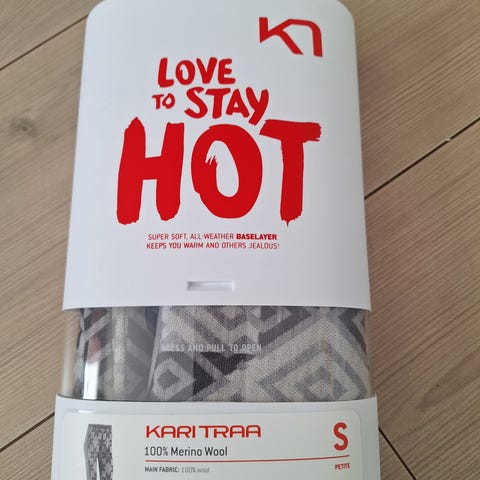 LOVE
TO STAY
HOT
SUPER SOFT, ALL-WEATHER BASELAYER
KEEPS YOU WARM AND OTHERS JEALOUS!
PRESS AND PULL TO OPEN
KARI TRAA
100% Merino Wool
MAIN FABRIC: 100% wool
S
PETITE